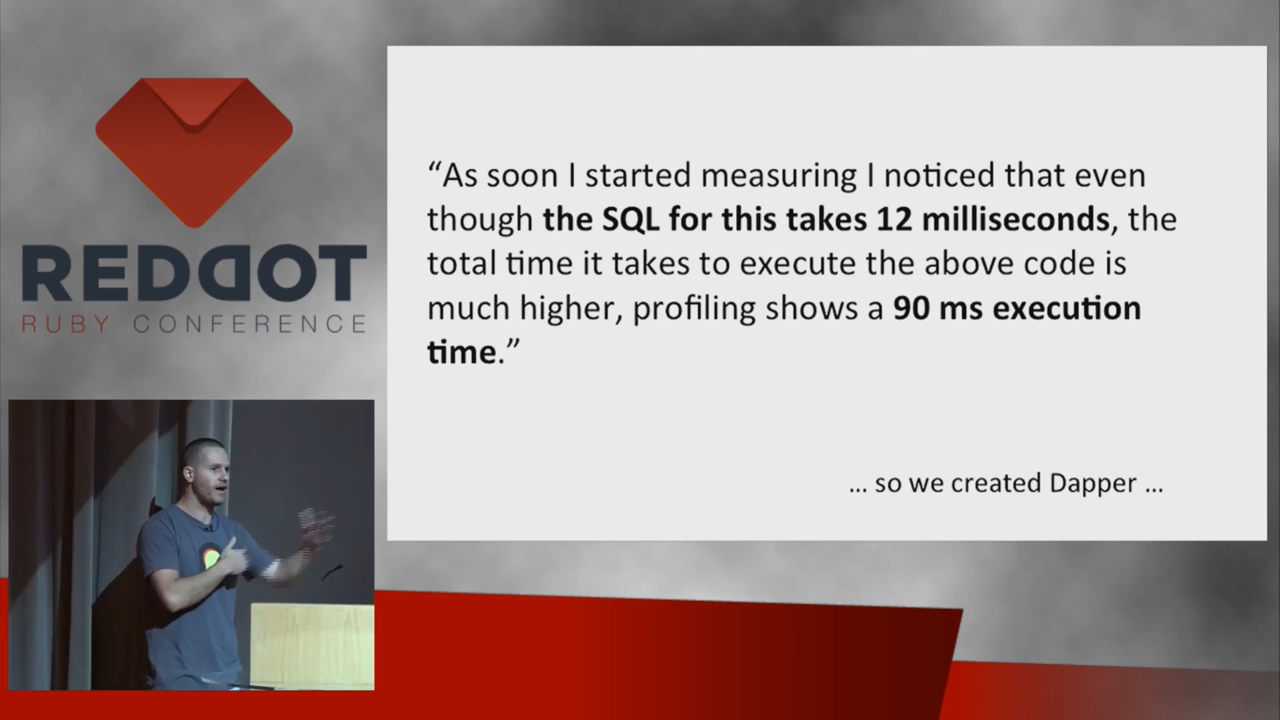 REDDOT
RUBY CONFERENCE
“As soon I started measuring I noticed that even
though the SQL for this takes 12 milliseconds, the
total time it takes to execute the above code is
much higher, profiling shows a 90 ms execution
time.”
... so we created Dapper ...